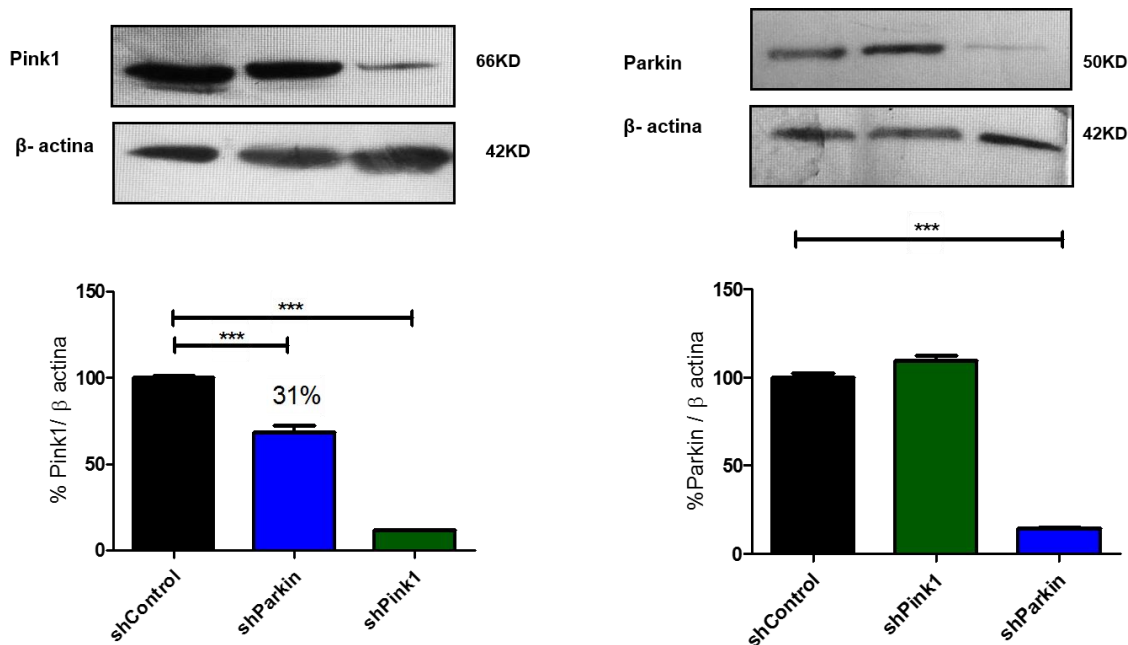 Pink1
66KD
β- actina
42KD
Parkin
50KD
β- actina
42KD
***
***
31%
% Pink1/ β actina
150
100
50
0
shControl
shParkin
shPink1
***
%Parkin / β actina
150
100
50
0
shControl
shPink1
shParkin